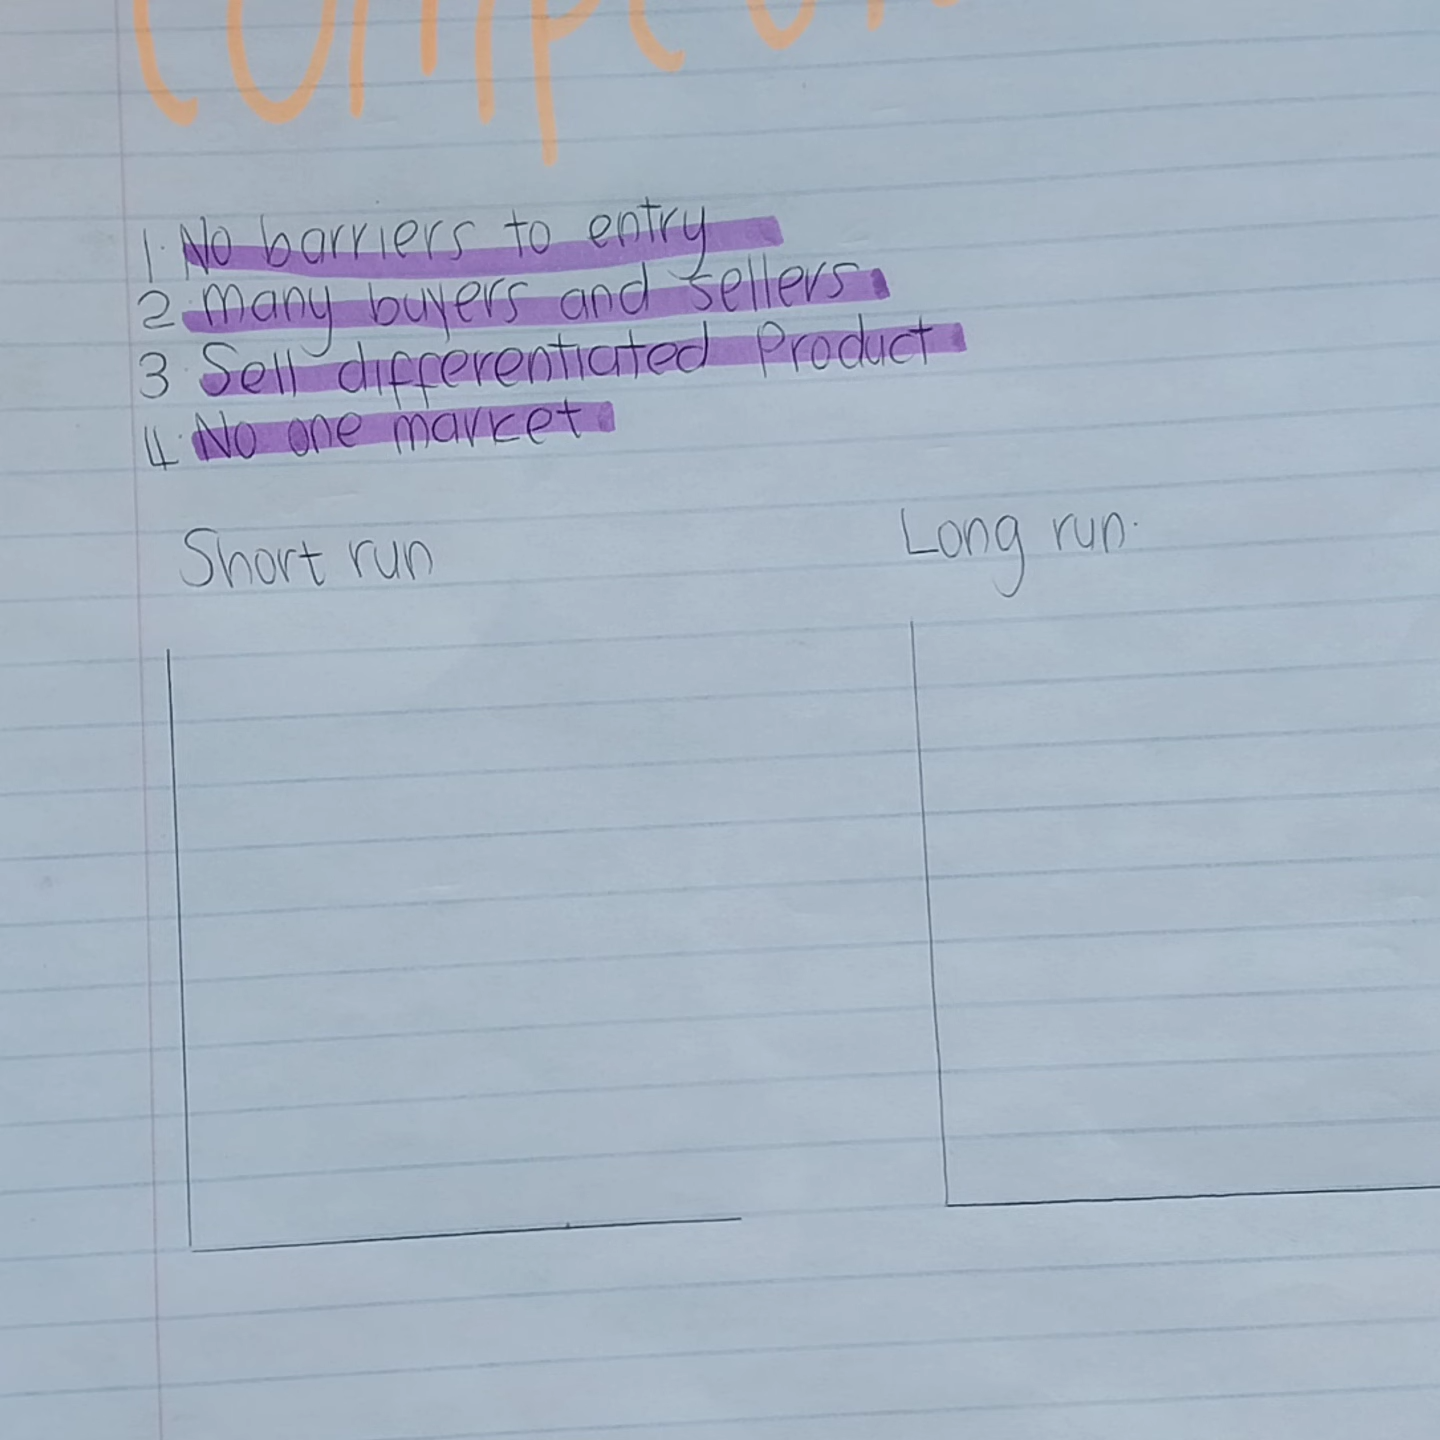 1. No barriers to entry
2. many buyers and sellers
3. Sell differentiated Product
4. No one market
Short run
Long run.